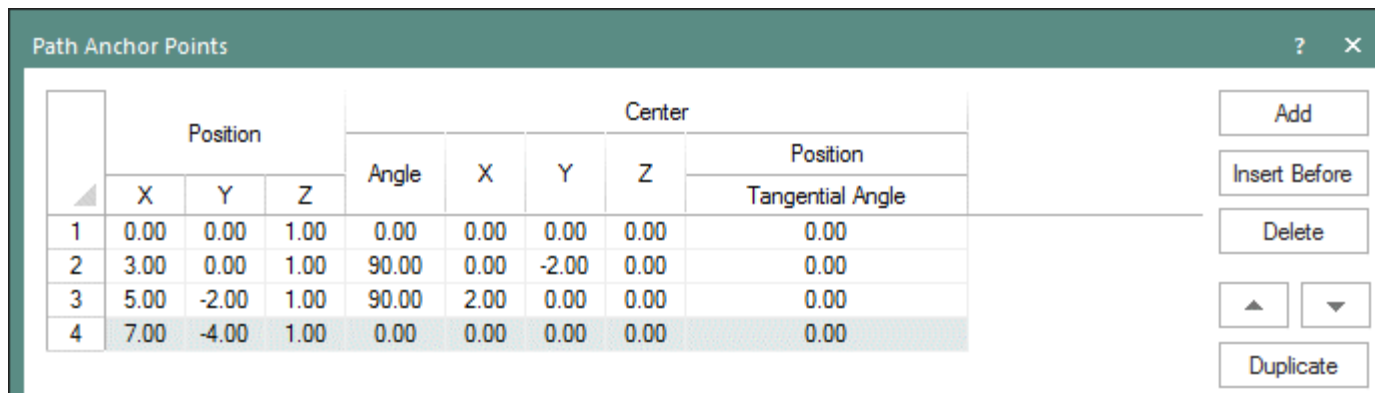 Path Anchor Points ? ×
Center
Position
Position
Angle X Y Z
X Y Z Tangential Angle
1 0.00 0.00 1.00 0.00 0.00 0.00 0.00 0.00
2 3.00 0.00 1.00 90.00 0.00 -2.00 0.00 0.00
3 5.00 -2.00 1.00 90.00 2.00 0.00 0.00 0.00
4 7.00 -4.00 1.00 0.00 0.00 0.00 0.00 0.00
Add
Insert Before
Delete
Duplicate